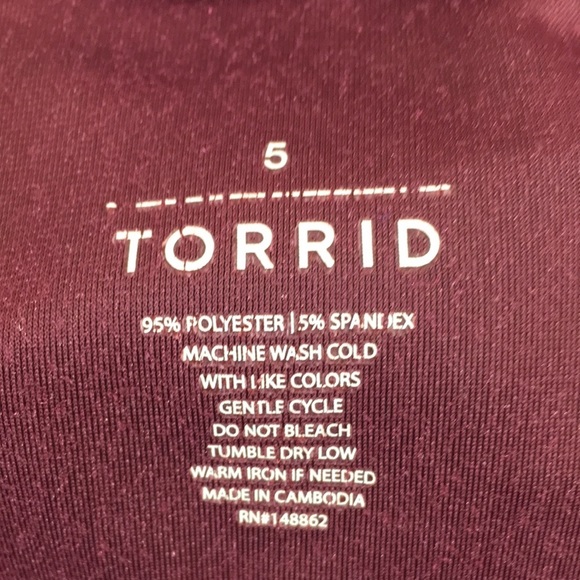 5
TORRID
95% POLYESTER | 5% SPANDEX
MACHINE WASH COLD
WITH LIKE COLORS
GENTLE CYCLE
DO NOT BLEACH
TUMBLE DRY LOW
WARM IRON IF NEEDED
MADE IN CAMBODIA
RN#148862